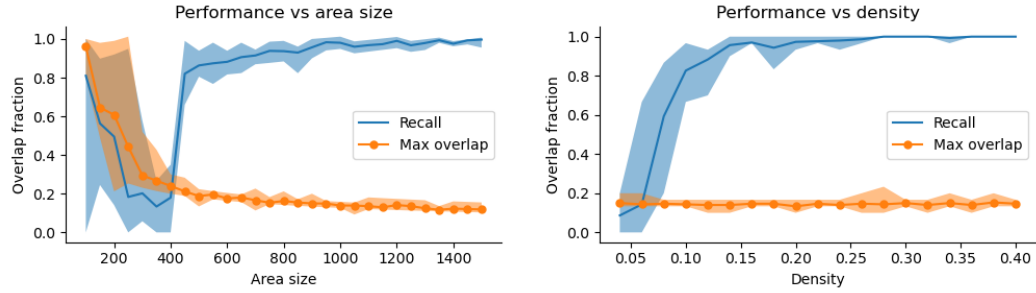 Performance vs area size
Overlap fraction
1.0
0.8
0.6
0.4
0.2
0.0
Recall
Max overlap
200
400
600
800
1000
1200
1400
Area size
Performance vs density
Overlap fraction
1.0
0.8
0.6
0.4
0.2
0.0
Recall
Max overlap
0.05
0.10
0.15
0.20
0.25
0.30
0.35
0.40
Density